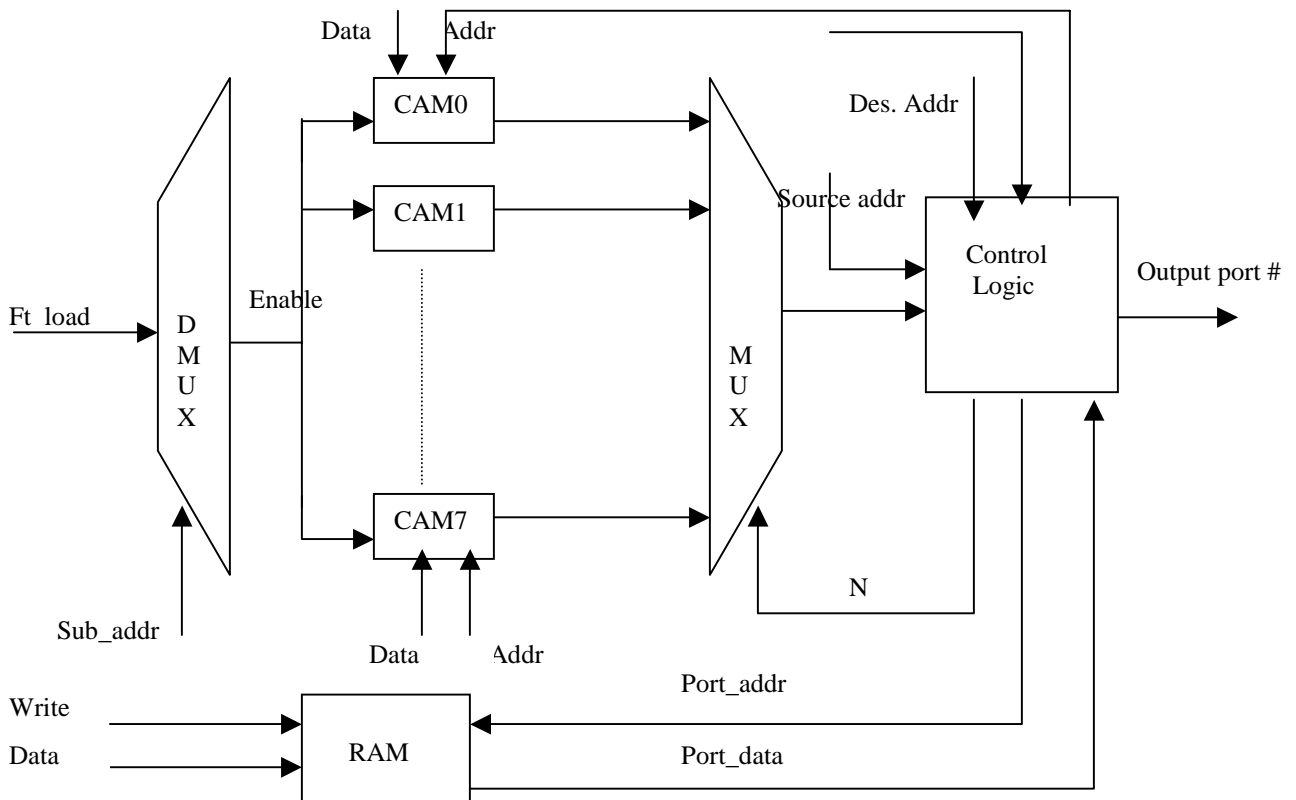 Data Addr
CAM0
Des. Addr
CAM1
Source addr
Control
Logic
Output port #
Enable
Ft_load
D
M
U
X
M
U
X
CAM7
N
Sub_addr
Data Addr
Port_addr
Write
Data
RAM
Port_data